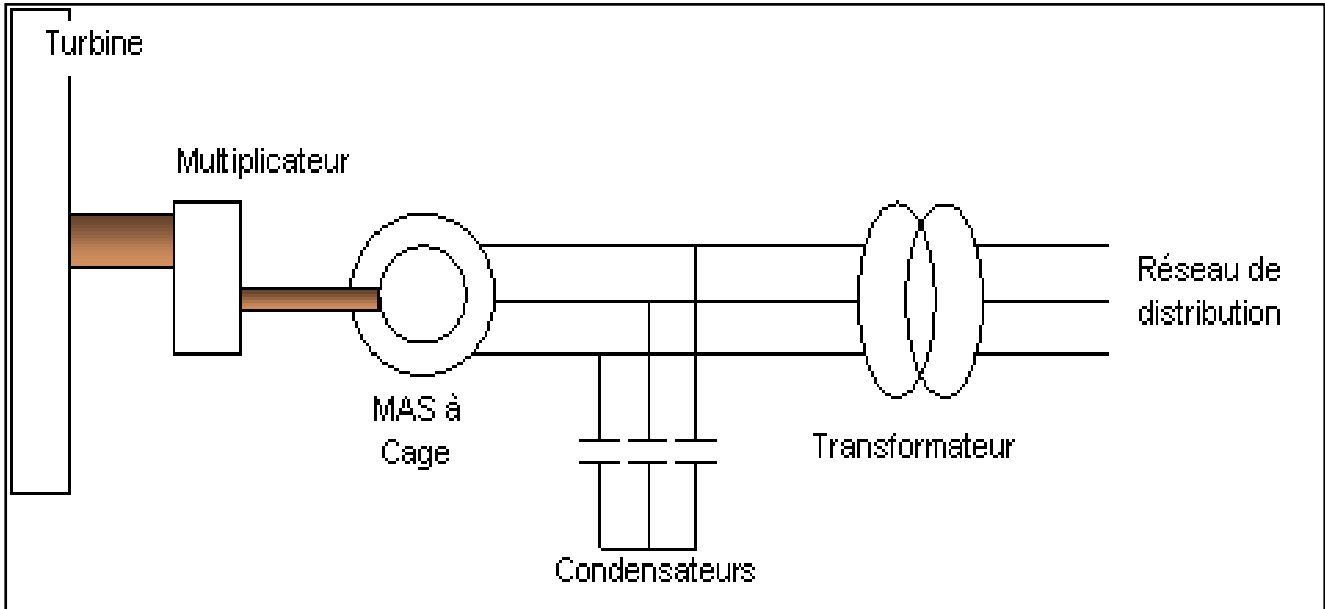 Turbine
Multiplicateur
MAS à
Cage
Condensateurs
Transformateur
Réseau de
distribution